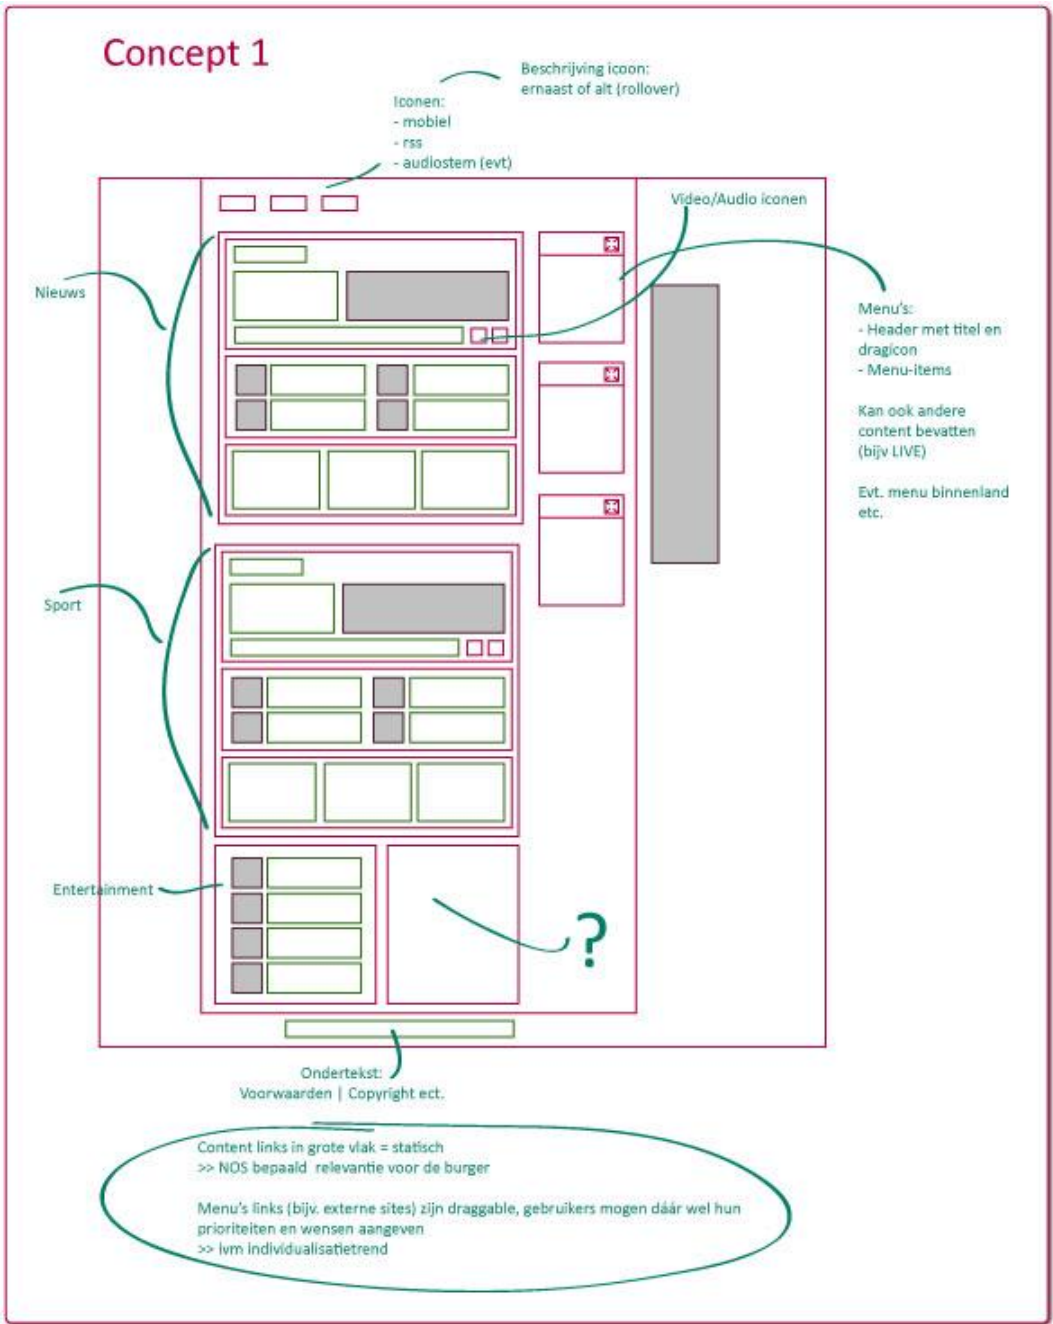 Concept 1
Beschrijving icoon:
ernaast of alt (rollover)
Iconen:
- mobiel
- rss
- audiostem (evt)
Video/Audio iconen
Nieuws
Menu's:
- Header met titel en
dragicon
- Menu-items
Kan ook andere
content bevatten
(bijv LIVE)
Evt. menu binnenland
etc.
Sport
Entertainment
?
Ondertekst:
Voorwaarden | Copyright ect.
Content links in grote vlak = statisch
>> NOS bepaald relevantie voor de burger
Menu's links (bijv. externe sites) zijn draggable, gebruikers mogen dáár wel hun
prioriteiten en wensen aangeven
>> ivm individualisatietrend